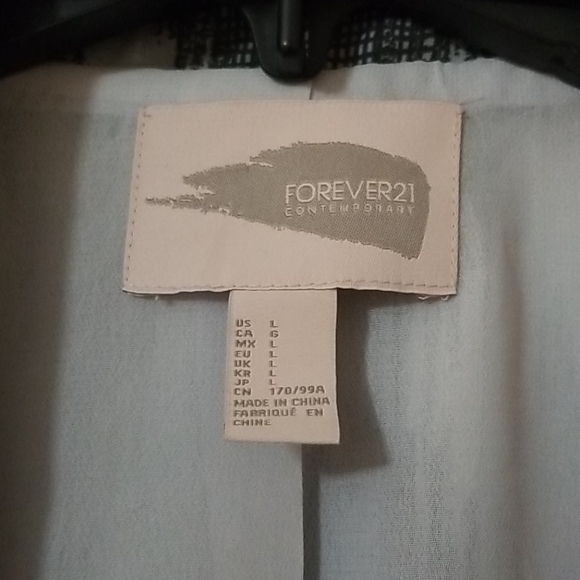 FOREVER21
CONTEMPORARY
US L
CA G
MX L
EU L
UK L
KR L
JP L
CN 170/99A
MADE IN CHINA
FABRIQUÉ EN
CHINE